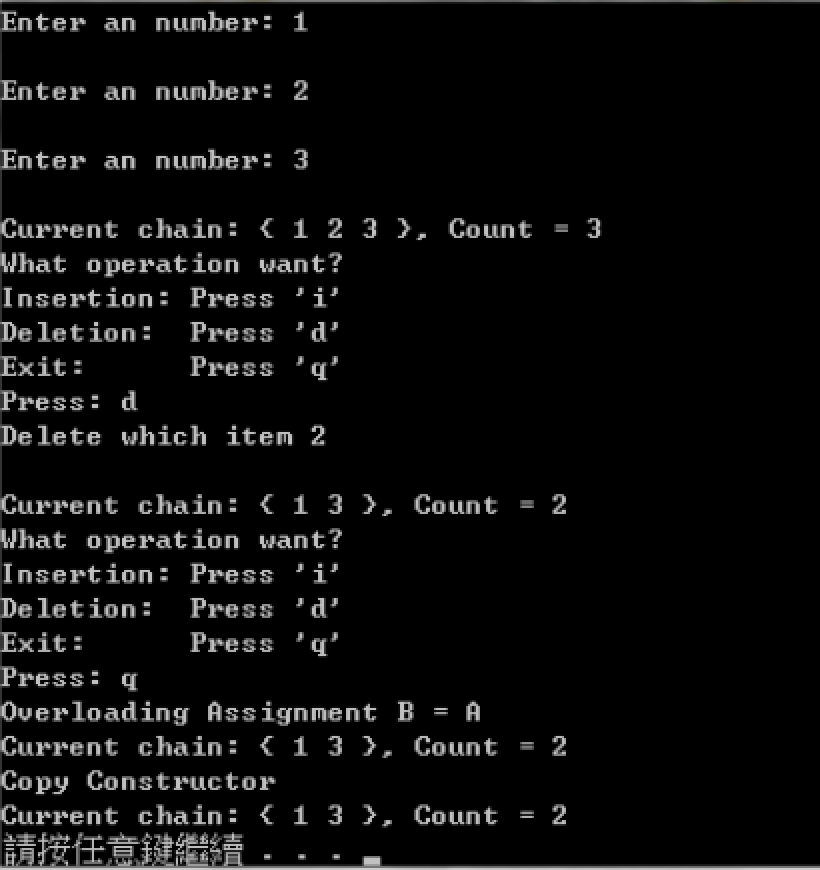 Enter an number: 1
Enter an number: 2
Enter an number: 3
Current chain: { 1 2 3 }, Count = 3
What operation want?
Insertion: Press 'i'
Deletion:  Press 'd'
Exit:      Press 'q'
Press: d
Delete which item 2
Current chain: { 1 3 }, Count = 2
What operation want?
Insertion: Press 'i'
Deletion:  Press 'd'
Exit:      Press 'q'
Press: q
Overloading Assignment B = A
Current chain: { 1 3 }, Count = 2
Copy Constructor
Current chain: { 1 3 }, Count = 2
請按任意鍵繼續 . . .